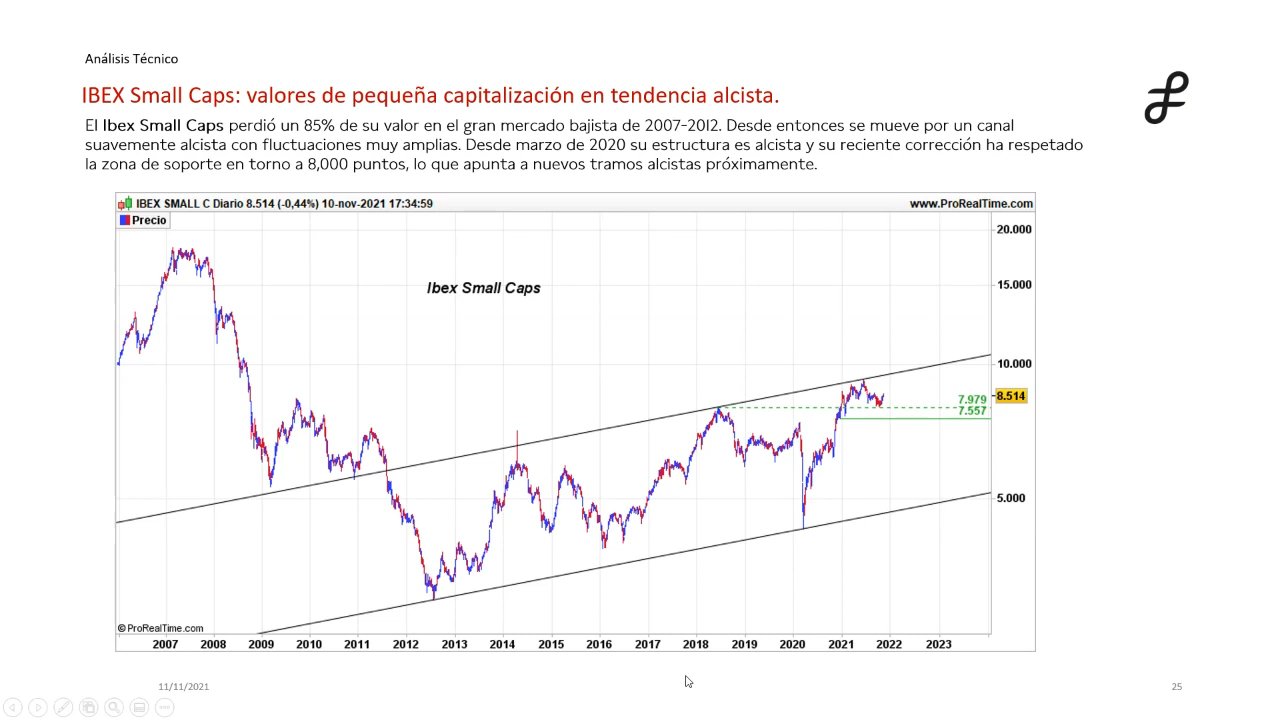 Análisis Técnico
IBEX Small Caps: valores de pequeña capitalización en tendencia alcista.
El Ibex Small Caps perdió un 85% de su valor en el gran mercado bajista de 2007-20I2. Desde entonces se mueve por un canal
suavemente alcista con fluctuaciones muy amplias. Desde marzo de 2020 su estructura es alcista y su reciente corrección ha respetado
la zona de soporte en torno a 8,000 puntos, lo que apunta a nuevos tramos alcistas próximamente.
IBEX SMALL C Diario 8.514 (-0,44%) 10-nov-2021 17:34:59 www.ProRealTime.com
Precio
20.000
Ibex Small Caps
15.000
10.000
8.514
7.979
7.557
5.000
©ProRealTime.com
2007 2008 2009 2010 2011 2012 2013 2014 2015 2016 2017 2018 2019 2020 2021 2022 2023
11/11/2021 25